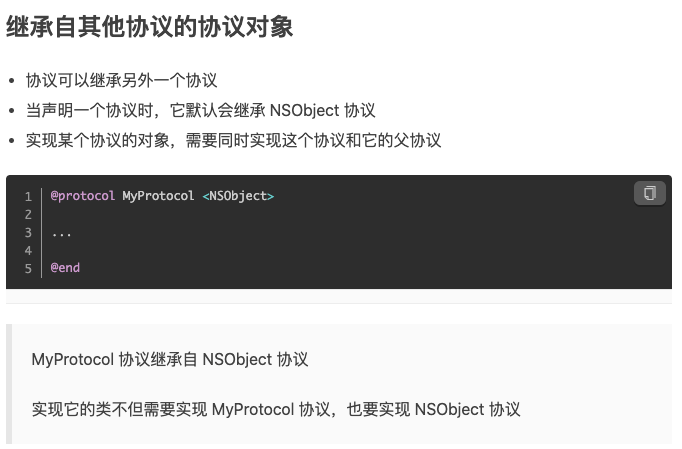 继承自其他协议的协议对象
• 协议可以继承另外一个协议
• 当声明一个协议时，它默认会继承 NSObject 协议
• 实现某个协议的对象，需要同时实现这个协议和它的父协议
1 @protocol MyProtocol <NSObject>
2
3 ...
4
5 @end
MyProtocol 协议继承自 NSObject 协议
实现它的类不但需要实现 MyProtocol 协议，也要实现 NSObject 协议